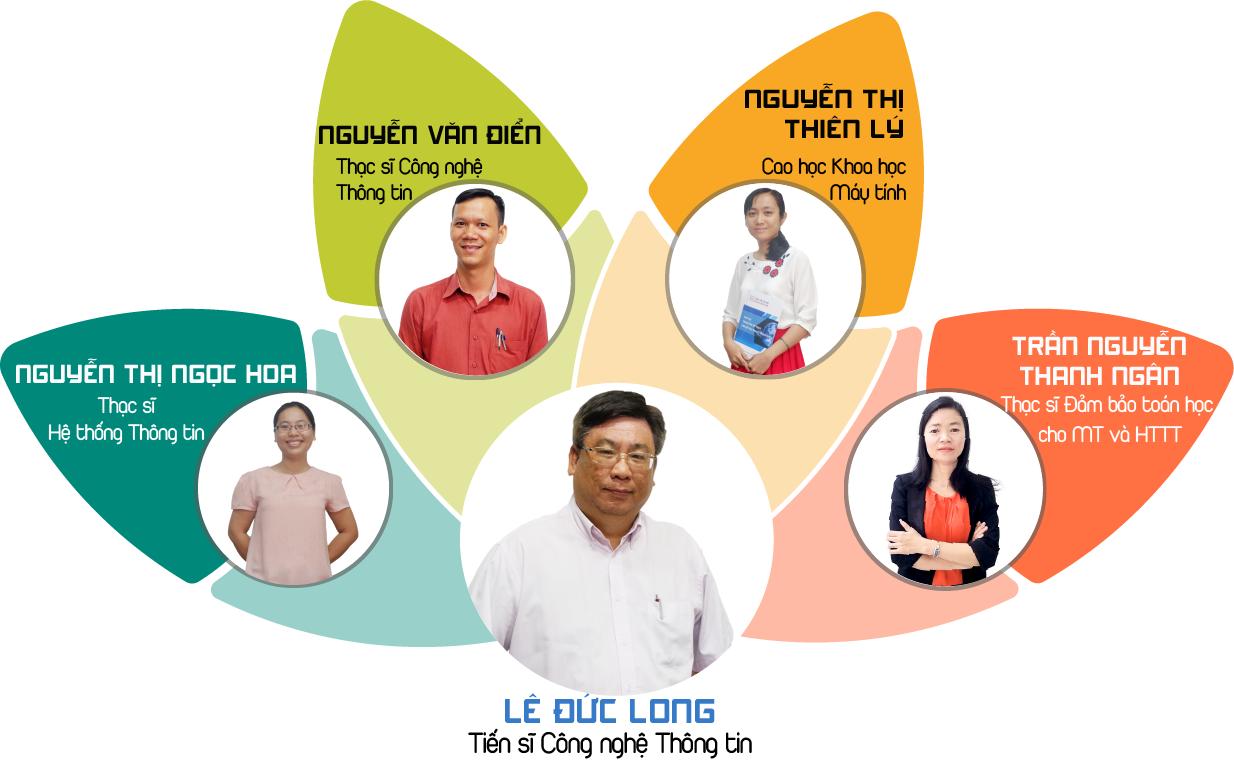 NGUYỄN VĂN ĐIỂN
Thạc sĩ Công nghệ
Thông tin
NGUYỄN THỊ
THIÊN LÝ
Cao học Khoa học
Máy tính
NGUYỄN THỊ NGỌC HOA
Thạc sĩ
Hệ thống Thông tin
TRẦN NGUYỄN
THANH NGÂN
Thạc sĩ Đảm bảo toán học
cho MT và HTTT
LÊ ĐỨC LONG
Tiến sĩ Công nghệ Thông tin